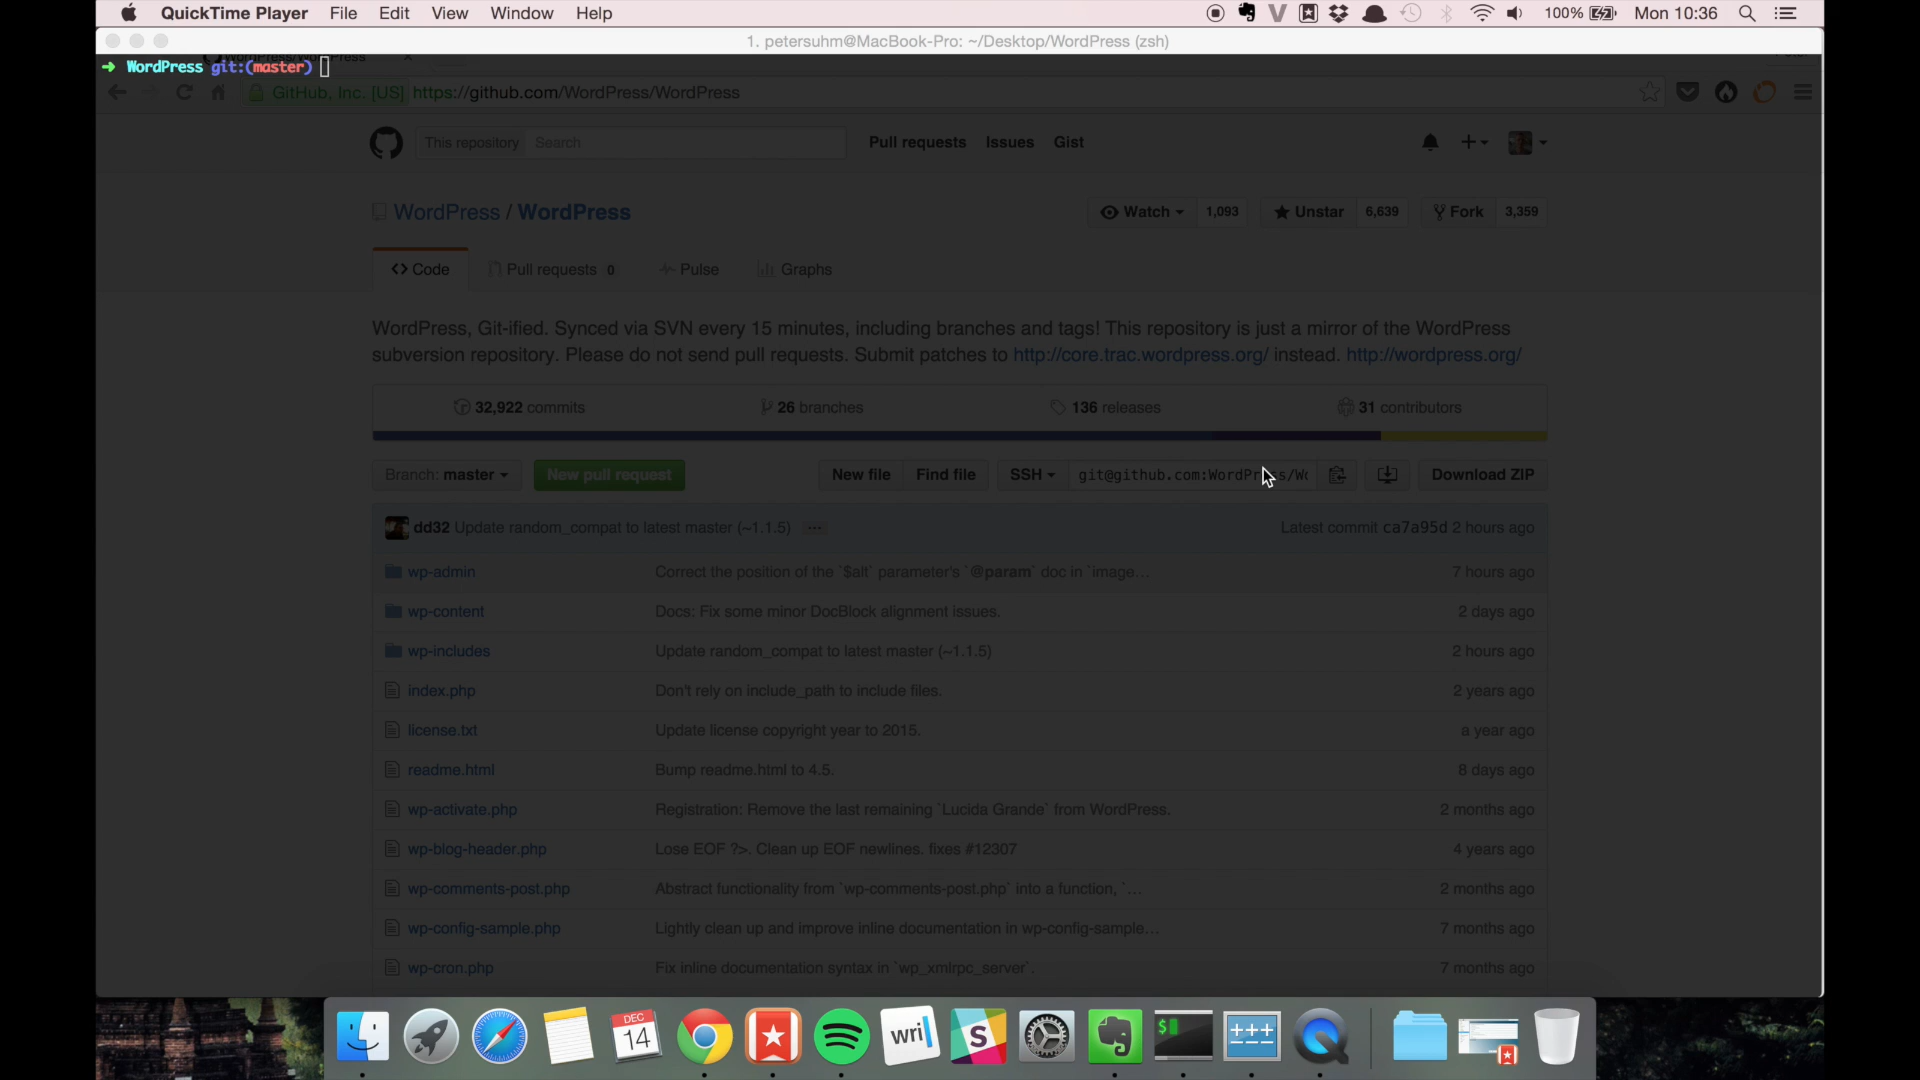 QuickTime Player File Edit View Window Help 100% Mon 10:36
1. petersuhm@MacBook-Pro: ~/Desktop/WordPress (zsh)
➜ WordPress git:(master)
GitHub, Inc. [US] https://github.com/WordPress/WordPress
This repository Search Pull requests Issues Gist
WordPress / WordPress Watch 1,093 Unstar 6,639 Fork 3,359
Code Pull requests 0 Pulse Graphs
WordPress, Git-ified. Synced via SVN every 15 minutes, including branches and tags! This repository is just a mirror of the WordPress
subversion repository. Please do not send pull requests. Submit patches to http://core.trac.wordpress.org/ instead. http://wordpress.org/
32,922 commits 26 branches 136 releases 31 contributors
Branch: master New pull request New file Find file SSH git@github.com:WordPress/Wo Download ZIP
dd32 Update random_compat to latest master (~1.1.5) ... Latest commit ca7a95d 2 hours ago
wp-admin Correct the position of the `$alt` parameter's `@param` doc in `image... 7 hours ago
wp-content Docs: Fix some minor DocBlock alignment issues. 2 days ago
wp-includes Update random_compat to latest master (~1.1.5) 2 hours ago
index.php Don't rely on include_path to include files. 2 years ago
license.txt Update license copyright year to 2015. a year ago
readme.html Bump readme.html to 4.5. 8 days ago
wp-activate.php Registration: Remove the last remaining `Lucida Grande` from WordPress. 2 months ago
wp-blog-header.php Lose EOF ?>. Clean up EOF newlines. fixes #12307 4 years ago
wp-comments-post.php Abstract functionality from `wp-comments-post.php` into a function, `... 2 months ago
wp-config-sample.php Lightly clean up and improve inline documentation in wp-config-sample... 7 months ago
wp-cron.php Fix inline documentation syntax in `wp_xmlrpc_server`. 7 months ago
DEC
14
wri
S
$